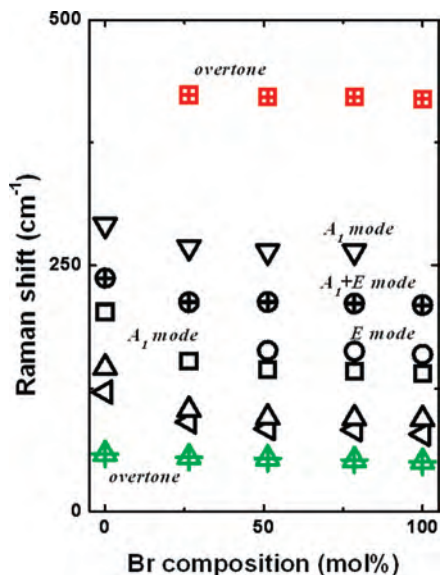 500
overtone
A1 mode
250
A1+E mode
A1 mode
E mode
overtone
0
0
50
100
Raman shift (cm-1)
Br composition (mol%)